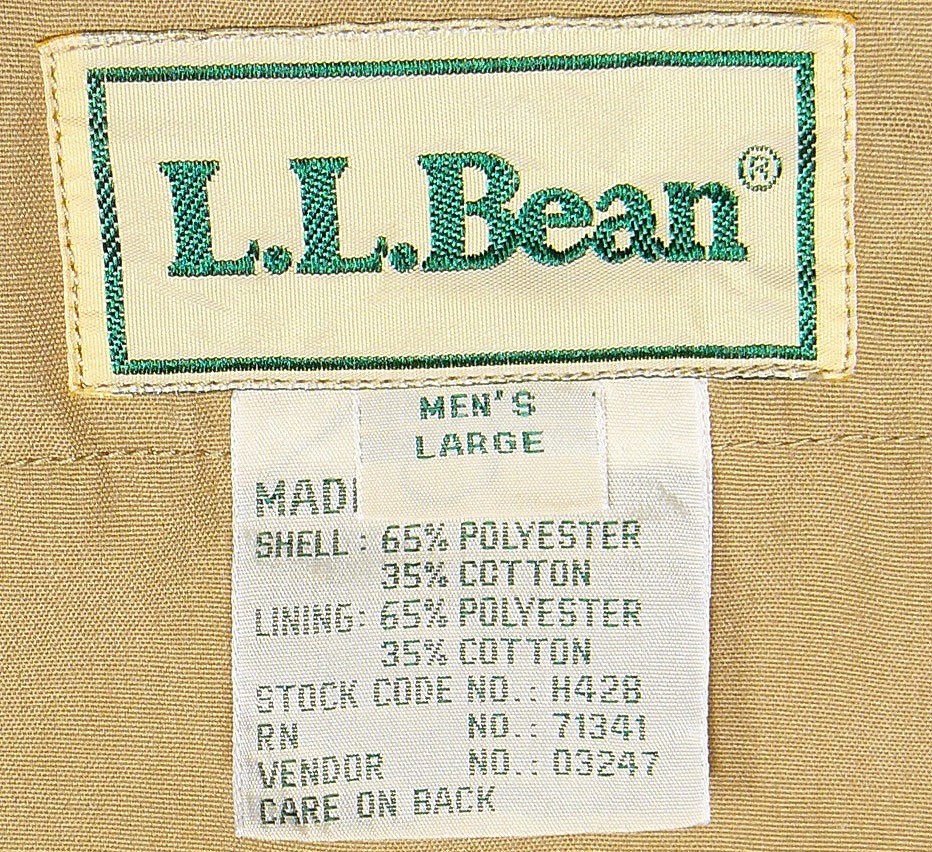 L.L.Bean®
MEN'S
LARGE
SHELL: 65% POLYESTER
35% COTTON
LINING: 65% POLYESTER
35% COTTON
STOCK CODE NO.: H428
RN NO.: 71341
VENDOR NO.: 03247
CARE ON BACK